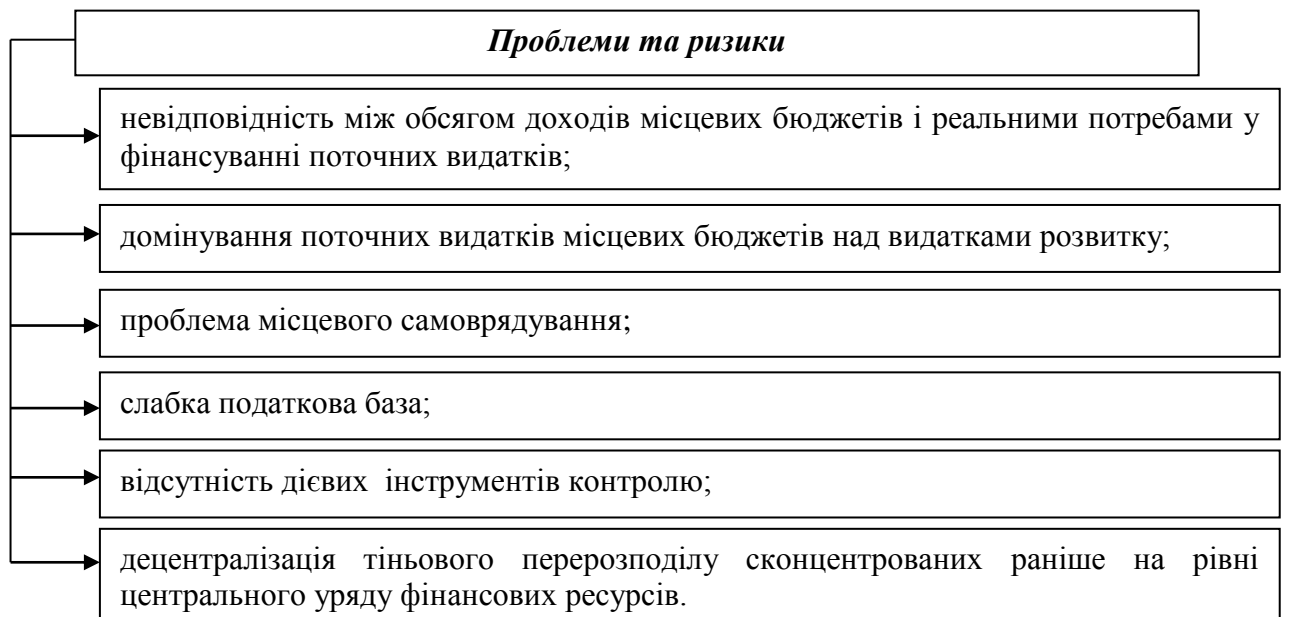 Проблеми та ризики
невідповідність між обсягом доходів місцевих бюджетів і реальними потребами у
фінансуванні поточних видатків;
домінування поточних видатків місцевих бюджетів над видатками розвитку;
проблема місцевого самоврядування;
слабка податкова база;
відсутність дієвих  інструментів контролю;
децентралізація тіньового перерозподілу сконцентрованих раніше на рівні
центрального уряду фінансових ресурсів.